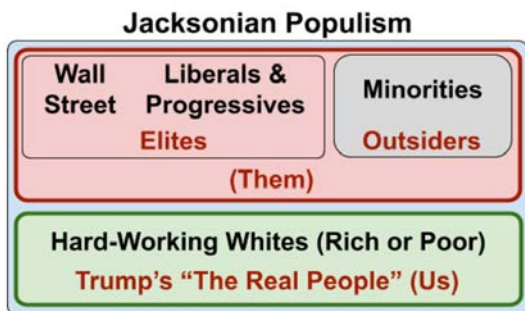 Jacksonian Populism
Wall Street
Liberals & Progressives
Elites
Minorities
Outsiders
(Them)
Hard-Working Whites (Rich or Poor)
Trump's "The Real People" (Us)